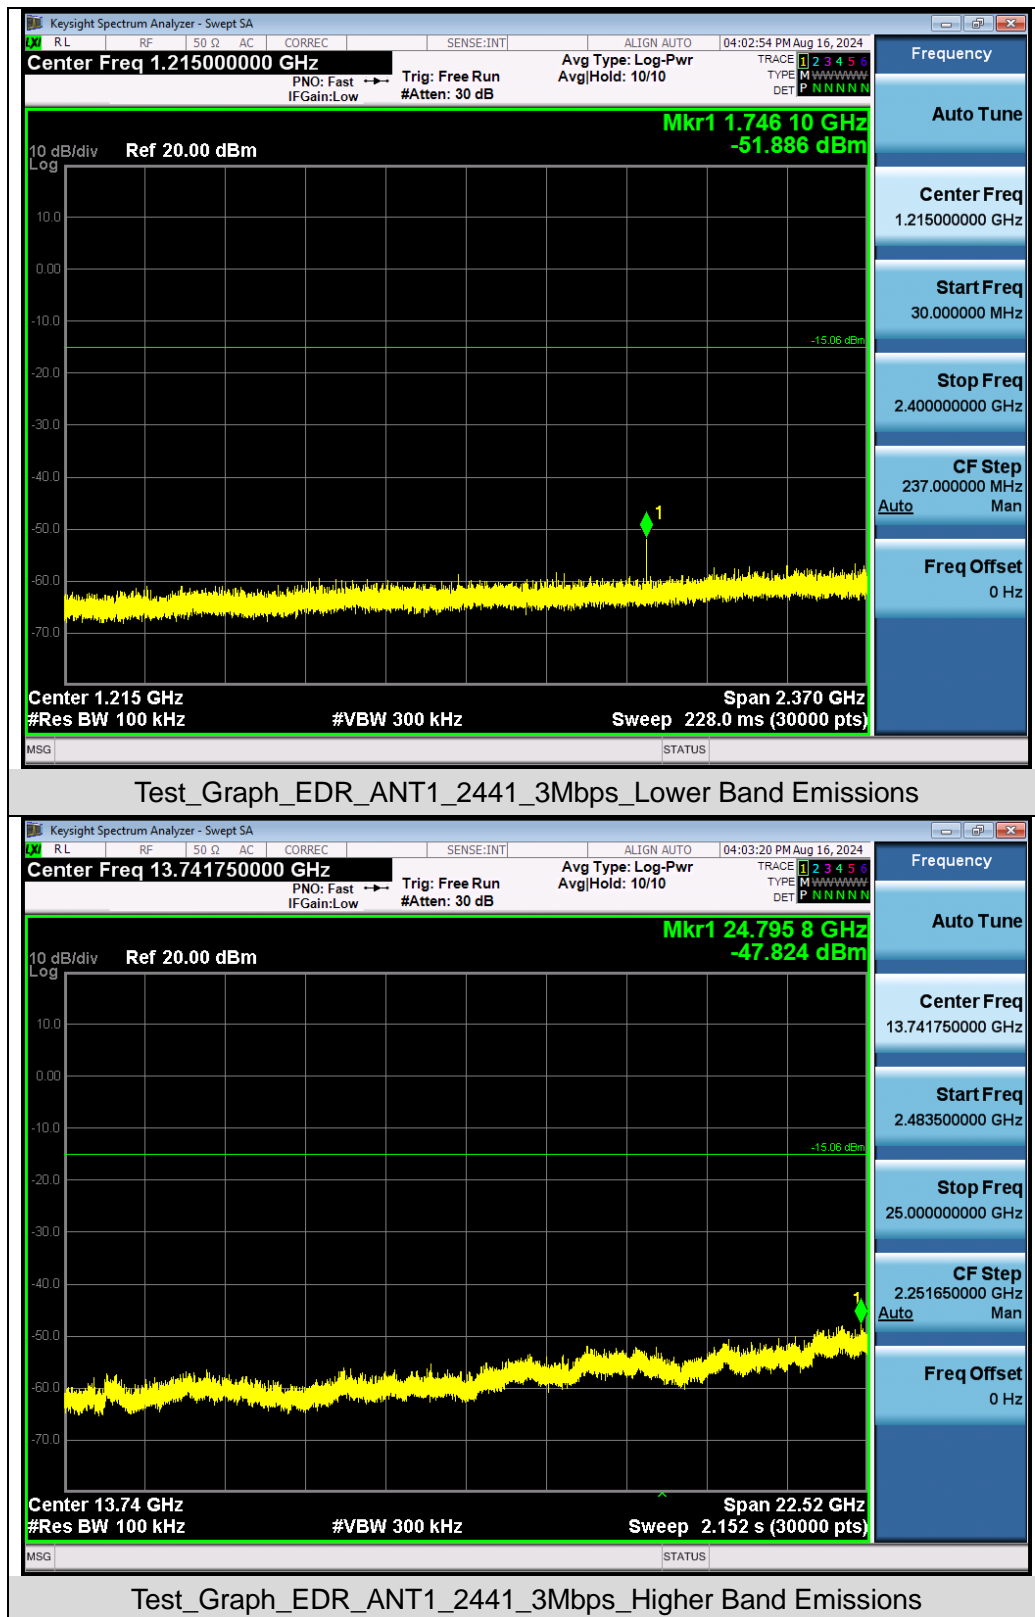 Keysight Spectrum Analyzer - Swept SA
LXI RL RF 50 Ω AC CORREC SENSE:INT ALIGN AUTO 04:02:54 PM Aug 16, 2024
Center Freq 1.215000000 GHz
PNO: Fast
IFGain:Low
Trig: Free Run
#Atten: 30 dB
Avg Type: Log-Pwr
Avg|Hold: 10/10
TRACE 1 2 3 4 5 6
TYPE M WWWWW
DET P N N N N N
Frequency
Auto Tune
Center Freq
1.215000000 GHz
Start Freq
30.000000 MHz
Stop Freq
2.400000000 GHz
CF Step
237.000000 MHz
Auto Man
Freq Offset
0 Hz
Mkr1 1.746 10 GHz
-51.886 dBm
10 dB/div Ref 20.00 dBm
Log
10.0
0.00
-10.0
-15.06 dBm
-20.0
-30.0
-40.0
1
-50.0
-60.0
-70.0
Center 1.215 GHz Span 2.370 GHz
#Res BW 100 kHz #VBW 300 kHz Sweep 228.0 ms (30000 pts)
MSG STATUS
Test_Graph_EDR_ANT1_2441_3Mbps_Lower Band Emissions
Keysight Spectrum Analyzer - Swept SA
LXI RL RF 50 Ω AC CORREC SENSE:INT ALIGN AUTO 04:03:20 PM Aug 16, 2024
Center Freq 13.741750000 GHz
PNO: Fast
IFGain:Low
Trig: Free Run
#Atten: 30 dB
Avg Type: Log-Pwr
Avg|Hold: 10/10
TRACE 1 2 3 4 5 6
TYPE M WWWWW
DET P N N N N N
Frequency
Auto Tune
Center Freq
13.741750000 GHz
Start Freq
2.483500000 GHz
Stop Freq
25.000000000 GHz
CF Step
2.251650000 GHz
Auto Man
Freq Offset
0 Hz
Mkr1 24.795 8 GHz
-47.824 dBm
10 dB/div Ref 20.00 dBm
Log
10.0
0.00
-10.0
-15.06 dBm
-20.0
-30.0
-40.0
1
-50.0
-60.0
-70.0
Center 13.74 GHz Span 22.52 GHz
#Res BW 100 kHz #VBW 300 kHz Sweep 2.152 s (30000 pts)
MSG STATUS
Test_Graph_EDR_ANT1_2441_3Mbps_Higher Band Emissions